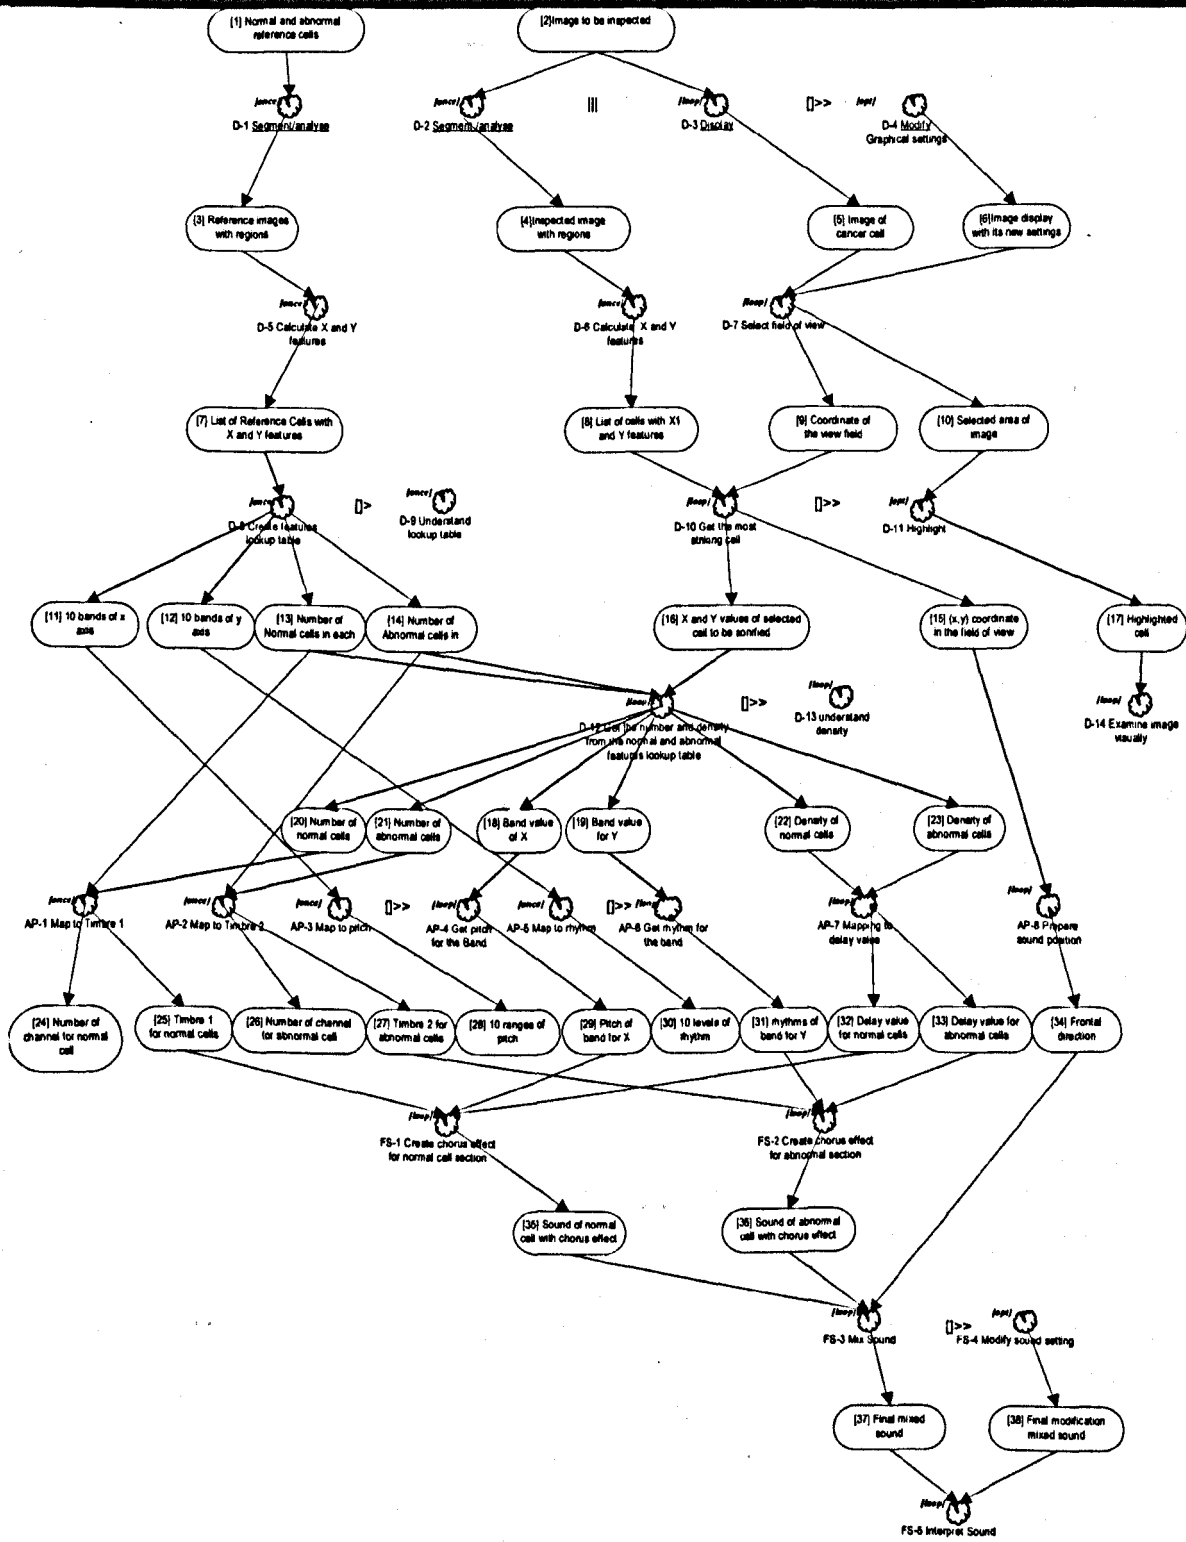 [1] Normal and abnormal
reference cells
[2]Image to be inspected
[once]
D-1 Segment/analyse
[once]
D-2 Segment/analyse
|||
[loop]
D-3 Display
[]>>
[opt]
D-4 Modify
Graphical settings
[3] Reference images
with regions
[4]Inspected image
with regions
[5] Image of
cancer cell
[6]Image display
with its new settings
[once]
D-5 Calculate X and Y
features
[once]
D-6 Calculate X and Y
features
[loop]
D-7 Select field of view
[7] List of Reference Cells with
X and Y features
[8] List of cells with X1
and Y features
[9] Coordinate of
the view field
[10] Selected area of
image
[once]
D-8 Create features
lookup table
[]>
[once]
D-9 Understand
lookup table
[loop]
D-10 Get the most
striking cell
[]>>
[opt]
D-11 Highlight
[11] 10 bands of x
axis
[12] 10 bands of y
axis
[13] Number of
Normal cells in each
[14] Number of
Abnormal cells in
[16] X and Y values of selected
cell to be sonified
[15] (x,y) coordinate
in the field of view
[17] Highlighted
cell
[loop]
D-12 Get the number and density
from the normal and abnormal
features lookup table
[]>>
[loop]
D-13 understand
density
[loop]
D-14 Examine image
visually
[20] Number of
normal cells
[21] Number of
abnormal cells
[18] Band value
of X
[19] Band value
for Y
[22] Density of
normal cells
[23] Density of
abnormal cells
[once]
AP-1 Map to Timbre 1
[once]
AP-2 Map to Timbre 2
[once]
AP-3 Map to pitch
[]>>
[loop]
AP-4 Get pitch
for the Band
[once]
AP-5 Map to rhythm
[]>>
[loop]
AP-6 Get rhythm for
the band
[loop]
AP-7 Mapping to
delay value
[loop]
AP-8 Prepare
sound position
[24] Number of
channel for normal
cell
[25] Timbre 1
for normal cells
[26] Number of channel
for abnormal cell
[27] Timbre 2 for
abnormal cells
[28] 10 ranges of
pitch
[29] Pitch of
band for X
[30] 10 levels of
rhythm
[31] rhythms of
band for Y
[32] Delay value
for normal cells
[33] Delay value for
abnormal cells
[34] Frontal
direction
[loop]
FS-1 Create chorus effect
for normal cell section
[loop]
FS-2 Create chorus effect
for abnormal section
[35] Sound of normal
cell with chorus effect
[36] Sound of abnormal
cell with chorus effect
[loop]
FS-3 Mix Sound
[]>>
[opt]
FS-4 Modify sound setting
[37] Final mixed
sound
[38] Final modification
mixed sound
[loop]
FS-5 Interpret Sound